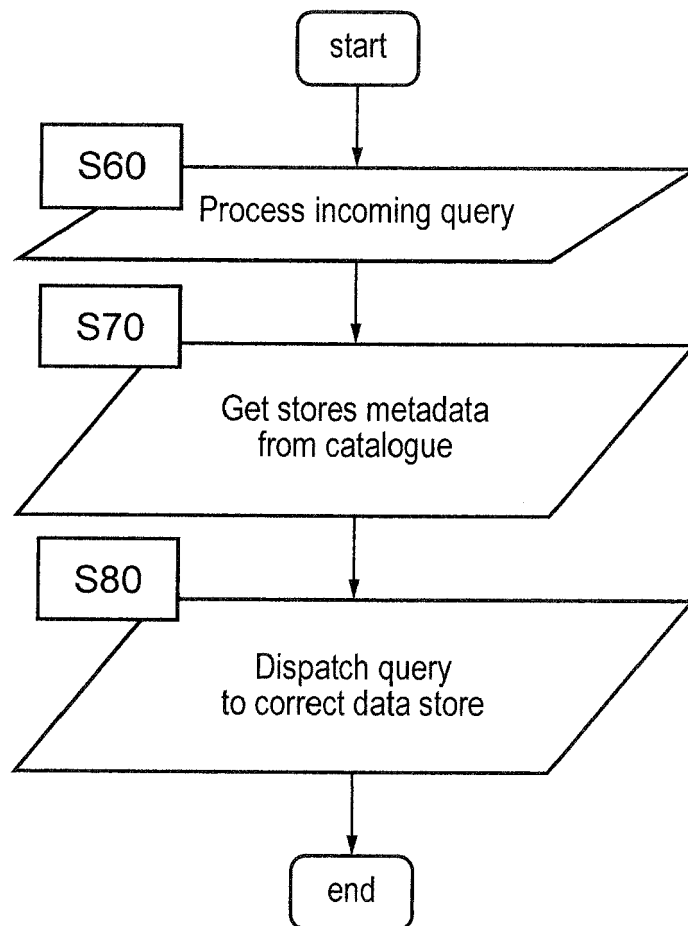 start
S60
Process incoming query
S70
Get stores metadata
from catalogue
S80
Dispatch query
to correct data store
end